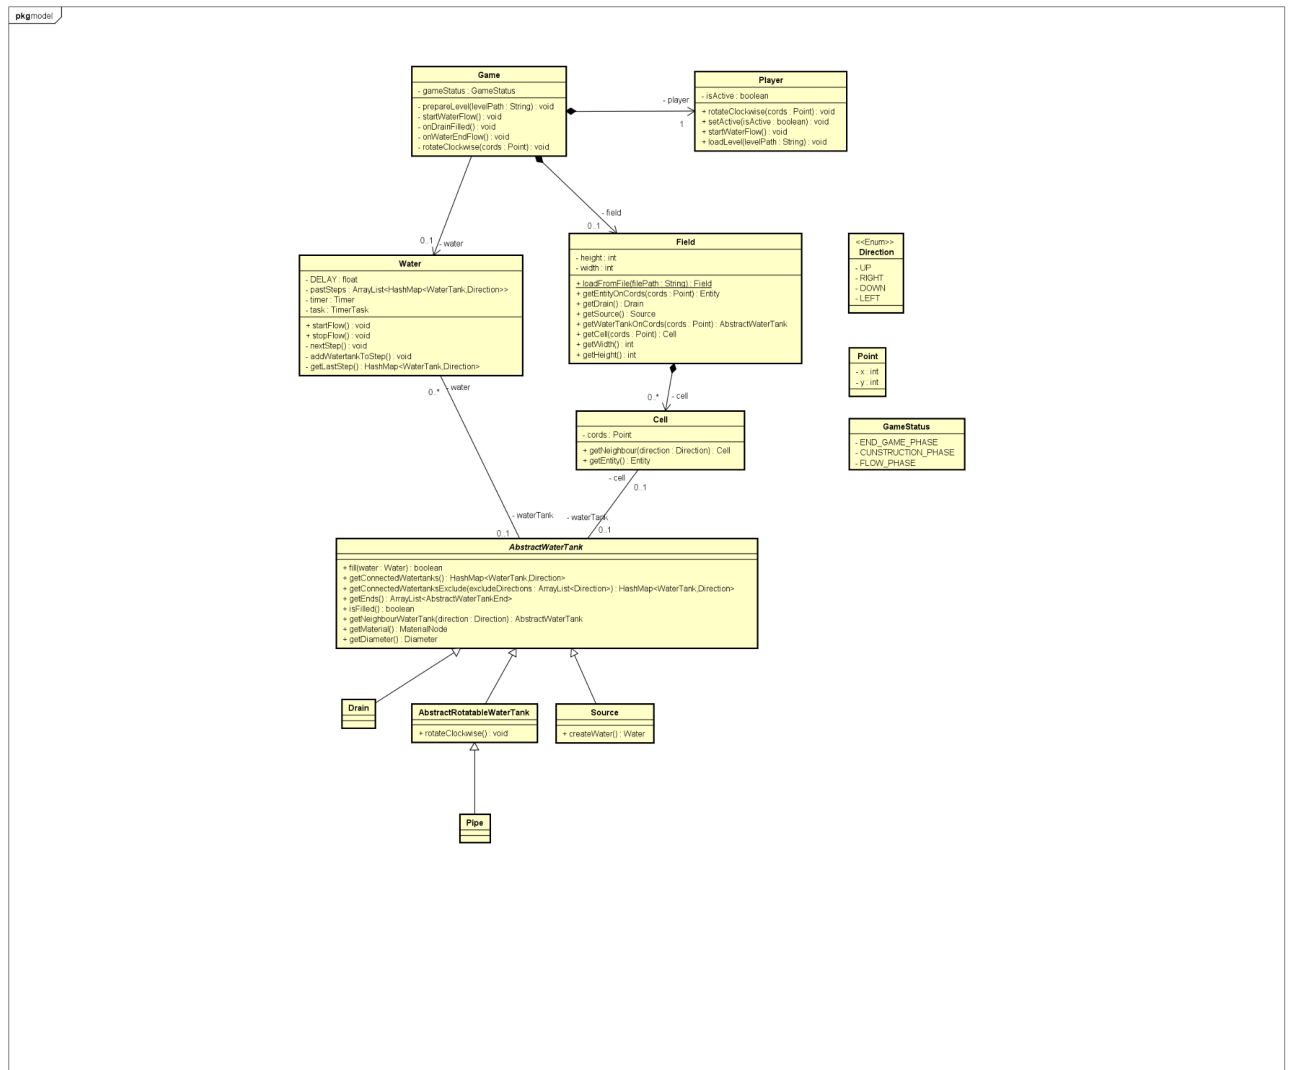 pkg model
Game
- gameStatus : GameStatus
- prepareLevel(levelPath : String) : void
- startWaterFlow() : void
- onDrainFilled() : void
- onWaterEndFlow() : void
- rotateClockwise(cords : Point) : void
- player
1
Player
- isActive : boolean
+ rotateClockwise(cords : Point) : void
+ setActive(isActive : boolean) : void
+ startWaterFlow() : void
+ loadLevel(levelPath : String) : void
0..1
- water
- field
0..1
Water
- DELAY : float
- pastSteps : ArrayList<HashMap<WaterTank,Direction>>
- timer : Timer
- task : TimerTask
+ startFlow() : void
+ stopFlow() : void
- nextStep() : void
- addWatertankToStep() : void
- getLastStep() : HashMap<WaterTank,Direction>
Field
- height : int
- width : int
+ loadFromFile(filePath : String) : Field
+ getEntityOnCords(cords : Point) : Entity
+ getDrain() : Drain
+ getSource() : Source
+ getWaterTankOnCords(cords : Point) : AbstractWaterTank
+ getCell(cords : Point) : Cell
+ getWidth() : int
+ getHeight() : int
<<Enum>>
Direction
- UP
- RIGHT
- DOWN
- LEFT
Point
- x : int
- y : int
GameStatus
- END_GAME_PHASE
- CUNSTRUCTION_PHASE
- FLOW_PHASE
0..*
- water
0..*
- cell
Cell
- cords : Point
+ getNeighbour(direction : Direction) : Cell
+ getEntity() : Entity
- cell
0..1
- waterTank
0..1
- waterTank
0..1
AbstractWaterTank
+ fill(water : Water) : boolean
+ getConnectedWatertanks() : HashMap<WaterTank,Direction>
+ getConnectedWatertanksExclude(excludeDirections : ArrayList<Direction>) : HashMap<WaterTank,Direction>
+ getEnds() : ArrayList<AbstractWaterTankEnd>
+ isFilled() : boolean
+ getNeighbourWaterTank(direction : Direction) : AbstractWaterTank
+ getMaterial() : MaterialNode
+ getDiameter() : Diameter
Drain
AbstractRotatableWaterTank
+ rotateClockwise() : void
Source
+ createWater() : Water
Pipe